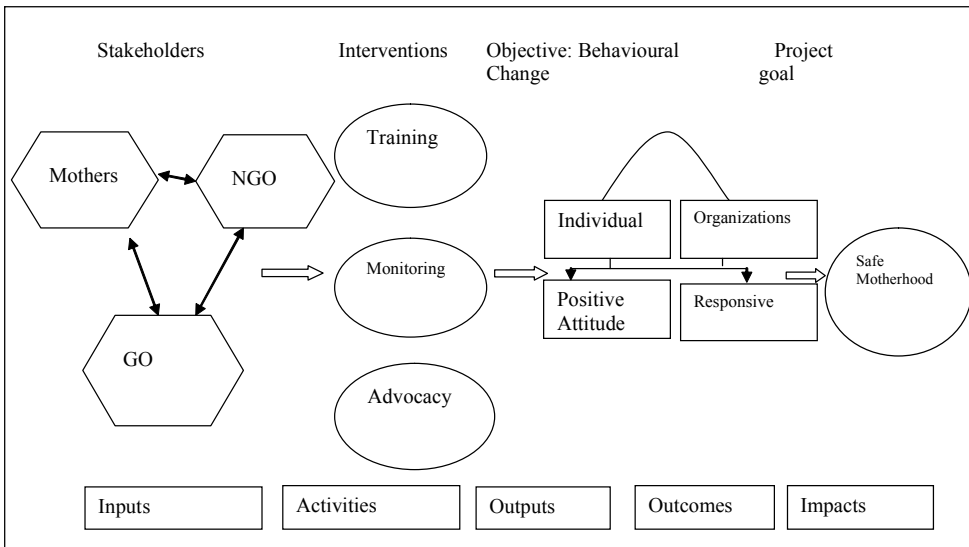 Stakeholders
Interventions
Objective: Behavioural
Change
Project
goal
Mothers
NGO
GO
Training
Monitoring
Advocacy
Individual
Organizations
Positive
Attitude
Responsive
Safe
Motherhood
Inputs
Activities
Outputs
Outcomes
Impacts